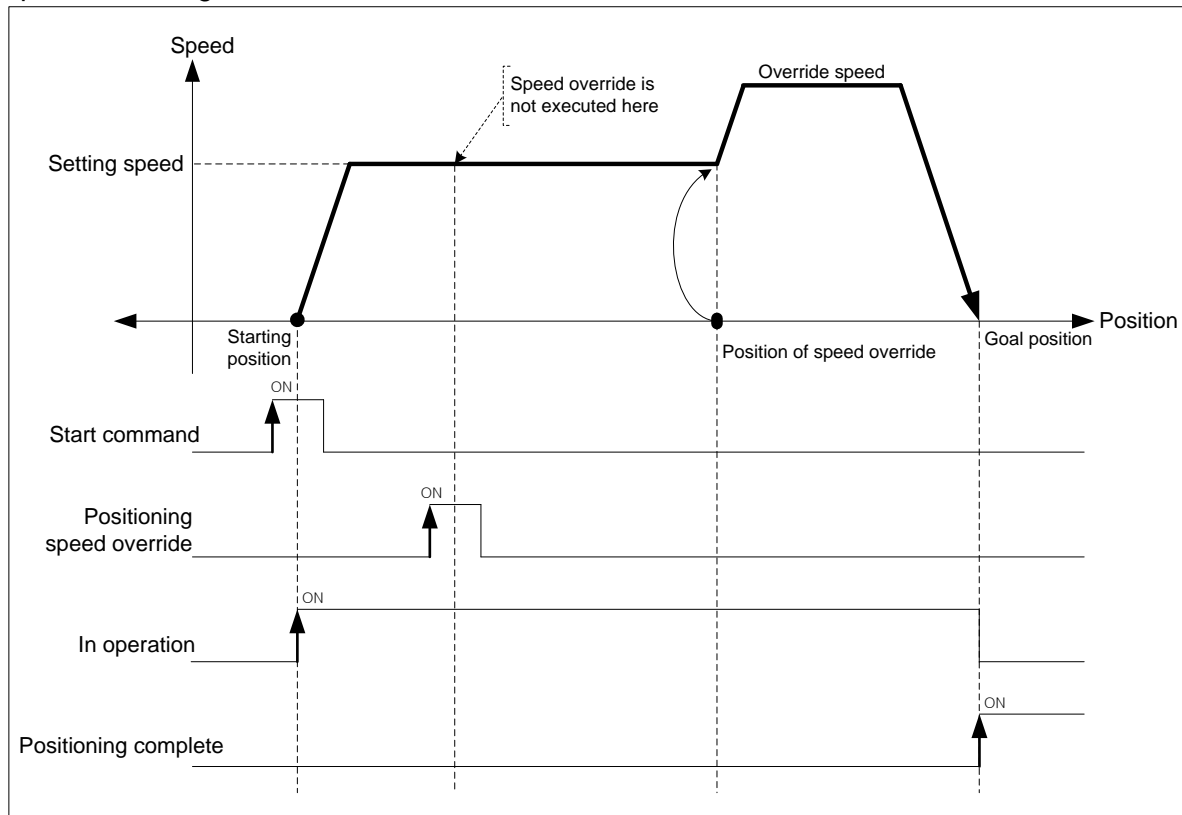 Speed
Speed override is
not executed here
Override speed
Setting speed
Position
Starting
position
Position of speed override
Goal position
ON
Start command
ON
Positioning
speed override
ON
In operation
ON
Positioning complete